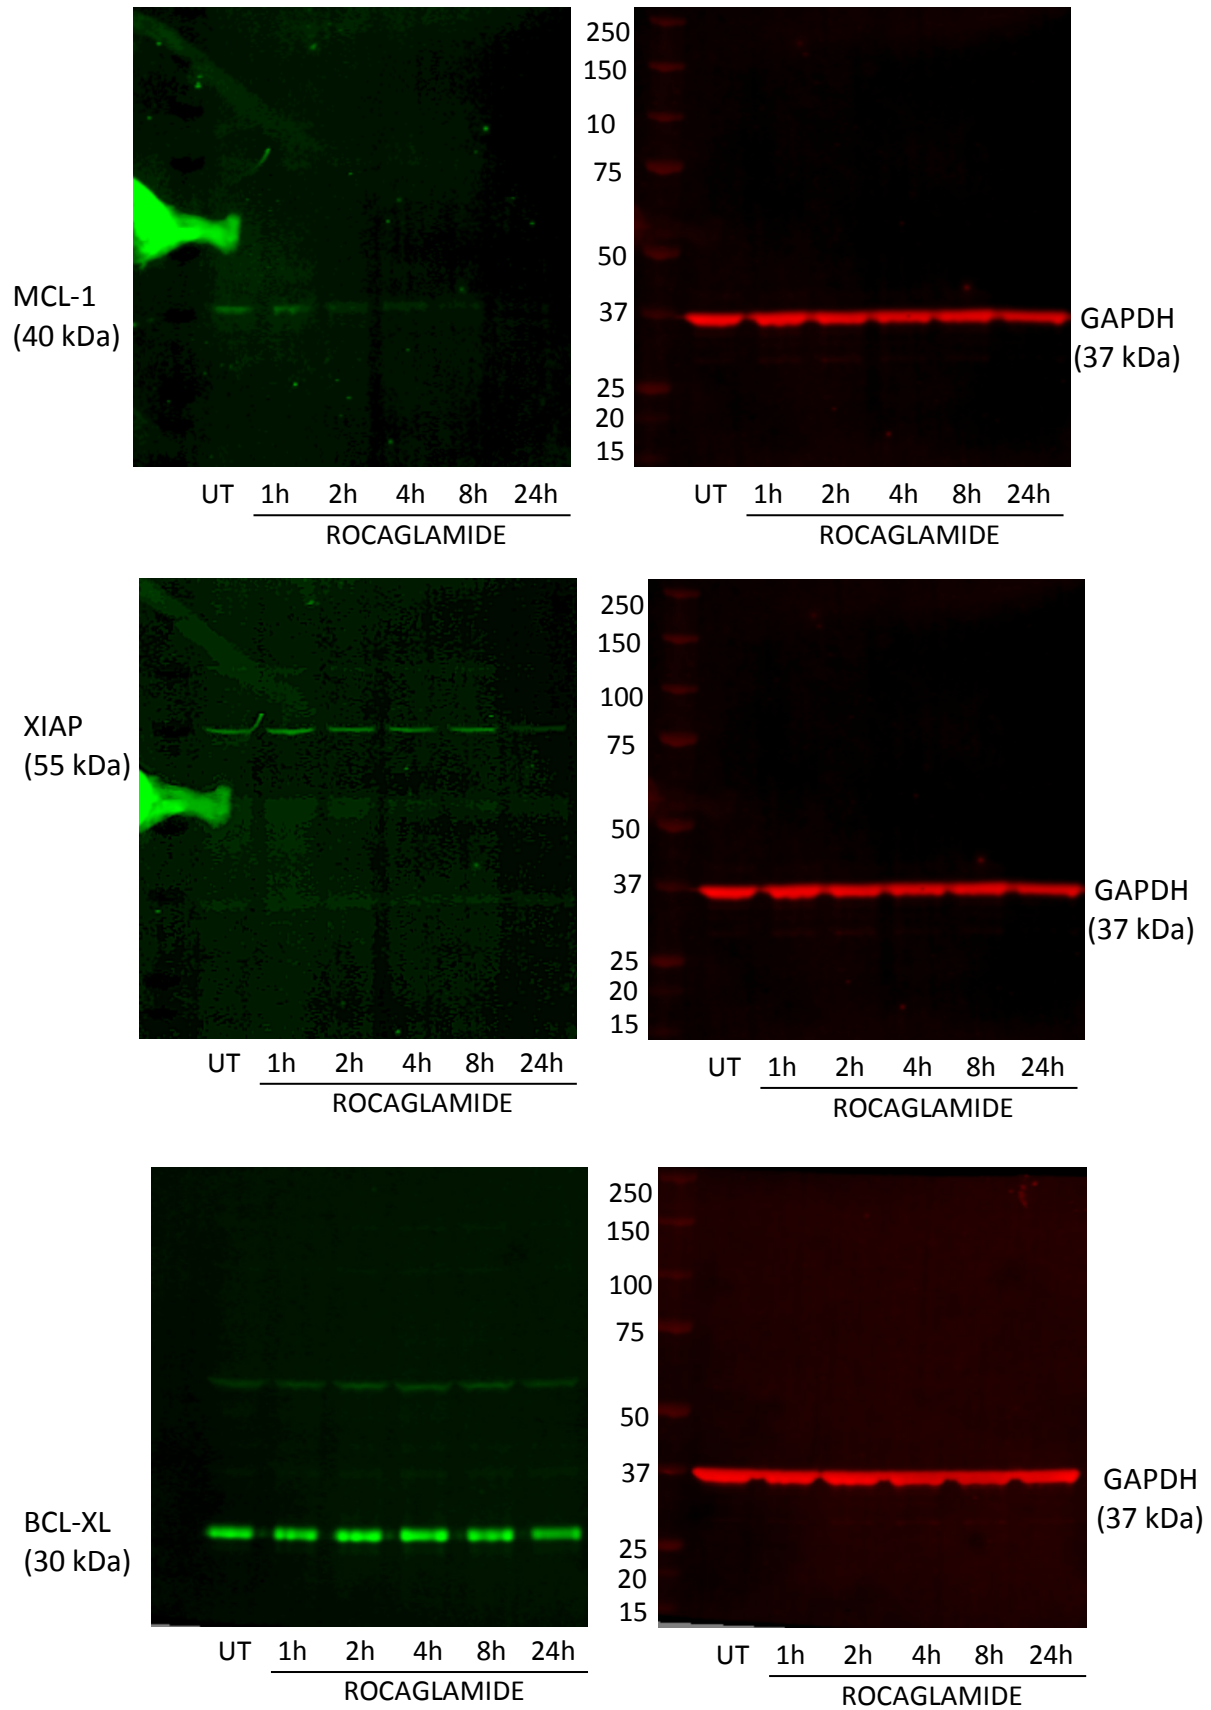 MCL-1
(40 kDa)
250
150
10
75
50
37
25
20
15
GAPDH
(37 kDa)
UT 1h 2h 4h 8h 24h
ROCAGLAMIDE
UT 1h 2h 4h 8h 24h
ROCAGLAMIDE
XIAP
(55 kDa)
250
150
100
75
50
37
25
20
15
GAPDH
(37 kDa)
UT 1h 2h 4h 8h 24h
ROCAGLAMIDE
UT 1h 2h 4h 8h 24h
ROCAGLAMIDE
BCL-XL
(30 kDa)
250
150
100
75
50
37
25
20
15
GAPDH
(37 kDa)
UT 1h 2h 4h 8h 24h
ROCAGLAMIDE
UT 1h 2h 4h 8h 24h
ROCAGLAMIDE